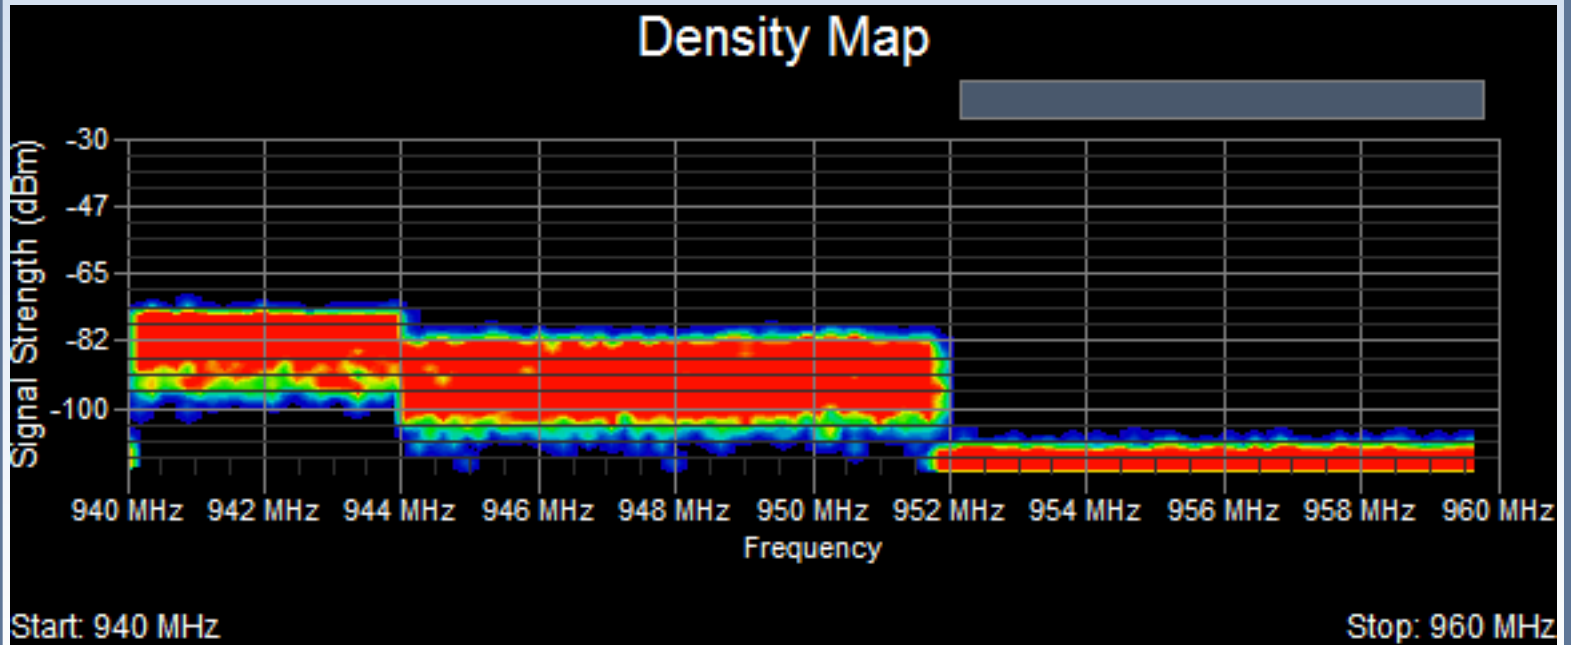 Density Map
Signal Strength (dBm)
-30
-47
-65
-82
-100
940 MHz 942 MHz 944 MHz 946 MHz 948 MHz 950 MHz 952 MHz 954 MHz 956 MHz 958 MHz 960 MHz
Frequency
Start: 940 MHz Stop: 960 MHz